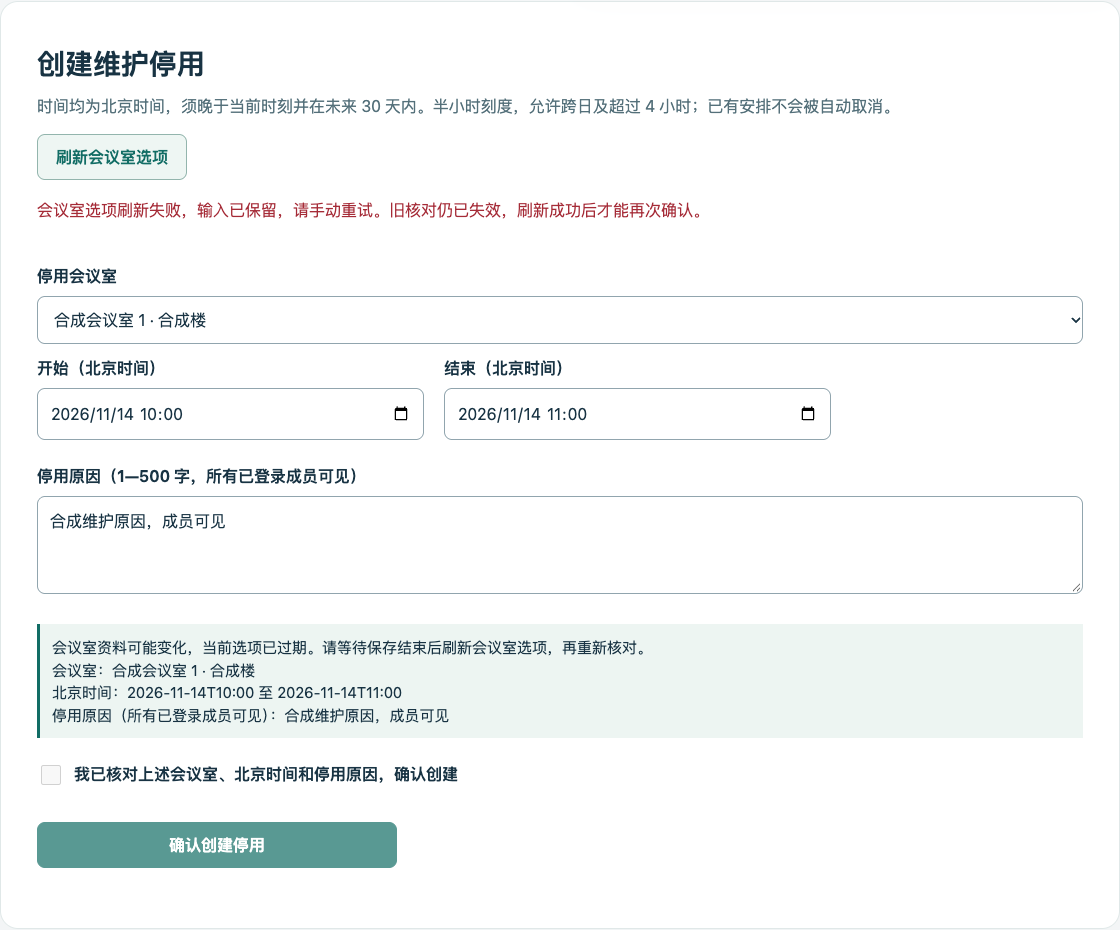 创建维护停用
时间均为北京时间，须晚于当前时刻并在未来 30 天内。半小时刻度，允许跨日及超过 4 小时；已有安排不会被自动取消。
刷新会议室选项
会议室选项刷新失败，输入已保留，请手动重试。旧核对仍已失效，刷新成功后才能再次确认。
停用会议室
合成会议室 1 · 合成楼
开始（北京时间）
结束（北京时间）
2026/11/14 10:00
2026/11/14 11:00
停用原因（1—500 字，所有已登录成员可见）
合成维护原因，成员可见
会议室资料可能变化，当前选项已过期。请等待保存结束后刷新会议室选项，再重新核对。
会议室：合成会议室 1 · 合成楼
北京时间：2026-11-14T10:00 至 2026-11-14T11:00
停用原因（所有已登录成员可见）：合成维护原因，成员可见
我已核对上述会议室、北京时间和停用原因，确认创建
确认创建停用